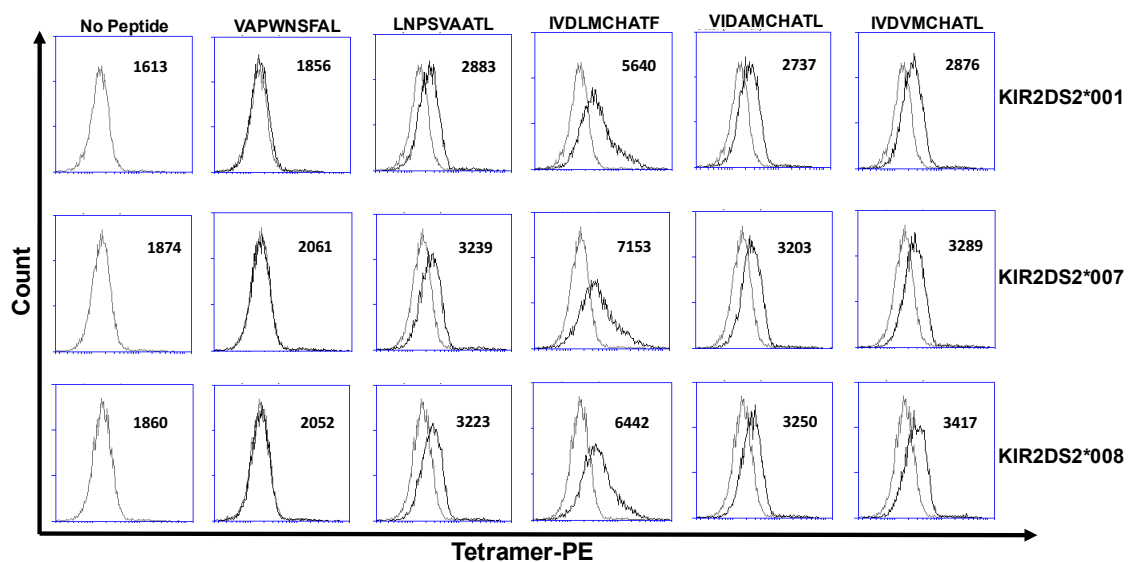 No Peptide VAPWNSFAL LNPSVAATL IVDLMCHATF VIDAMCHATL IVDVMCHATL
1613 1856 2883 5640 2737 2876 KIR2DS2*001
1874 2061 3239 7153 3203 3289 KIR2DS2*007
1860 2052 3223 6442 3250 3417 KIR2DS2*008
Count
Tetramer-PE